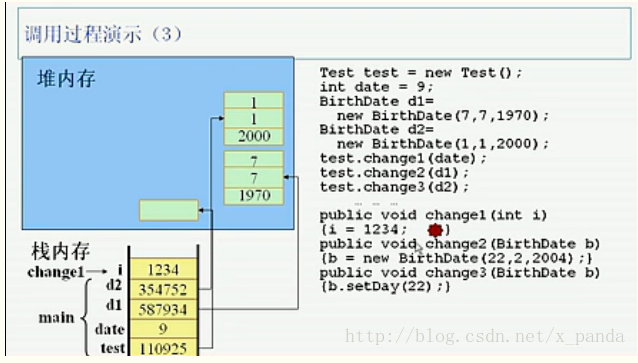 调用过程演示（3）
堆内存
1
1
2000
7
7
1970
栈内存
change1
i
1234
d2
354752
d1
587934
main
date
9
test
110925
Test test = new Test();
int date = 9;
BirthDate d1=
new BirthDate(7,7,1970);
BirthDate d2=
new BirthDate(1,1,2000);
test.change1(date);
test.change2(d1);
test.change3(d2);
… … …
public void change1(int i)
{i = 1234; }
public void change2(BirthDate b)
{b = new BirthDate(22,2,2004);}
public void change3(BirthDate b)
{b.setDay(22);}
http://blog.csdn.net/x_panda